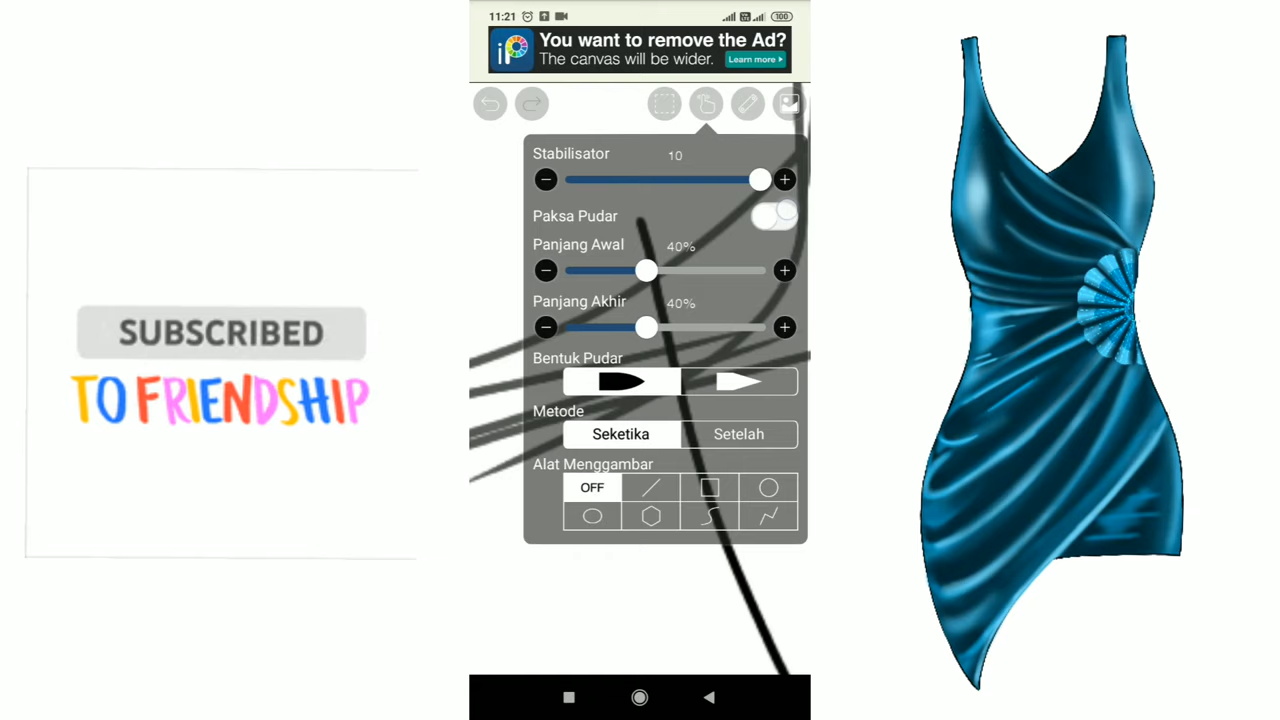 SUBSCRIBED
TO FRIENDSHIP
11:21
100
iP
You want to remove the Ad?
The canvas will be wider.
Learn more >
Stabilisator 10
Paksa Pudar
Panjang Awal 40%
Panjang Akhir 40%
Bentuk Pudar
Metode
Seketika Setelah
Alat Menggambar
OFF